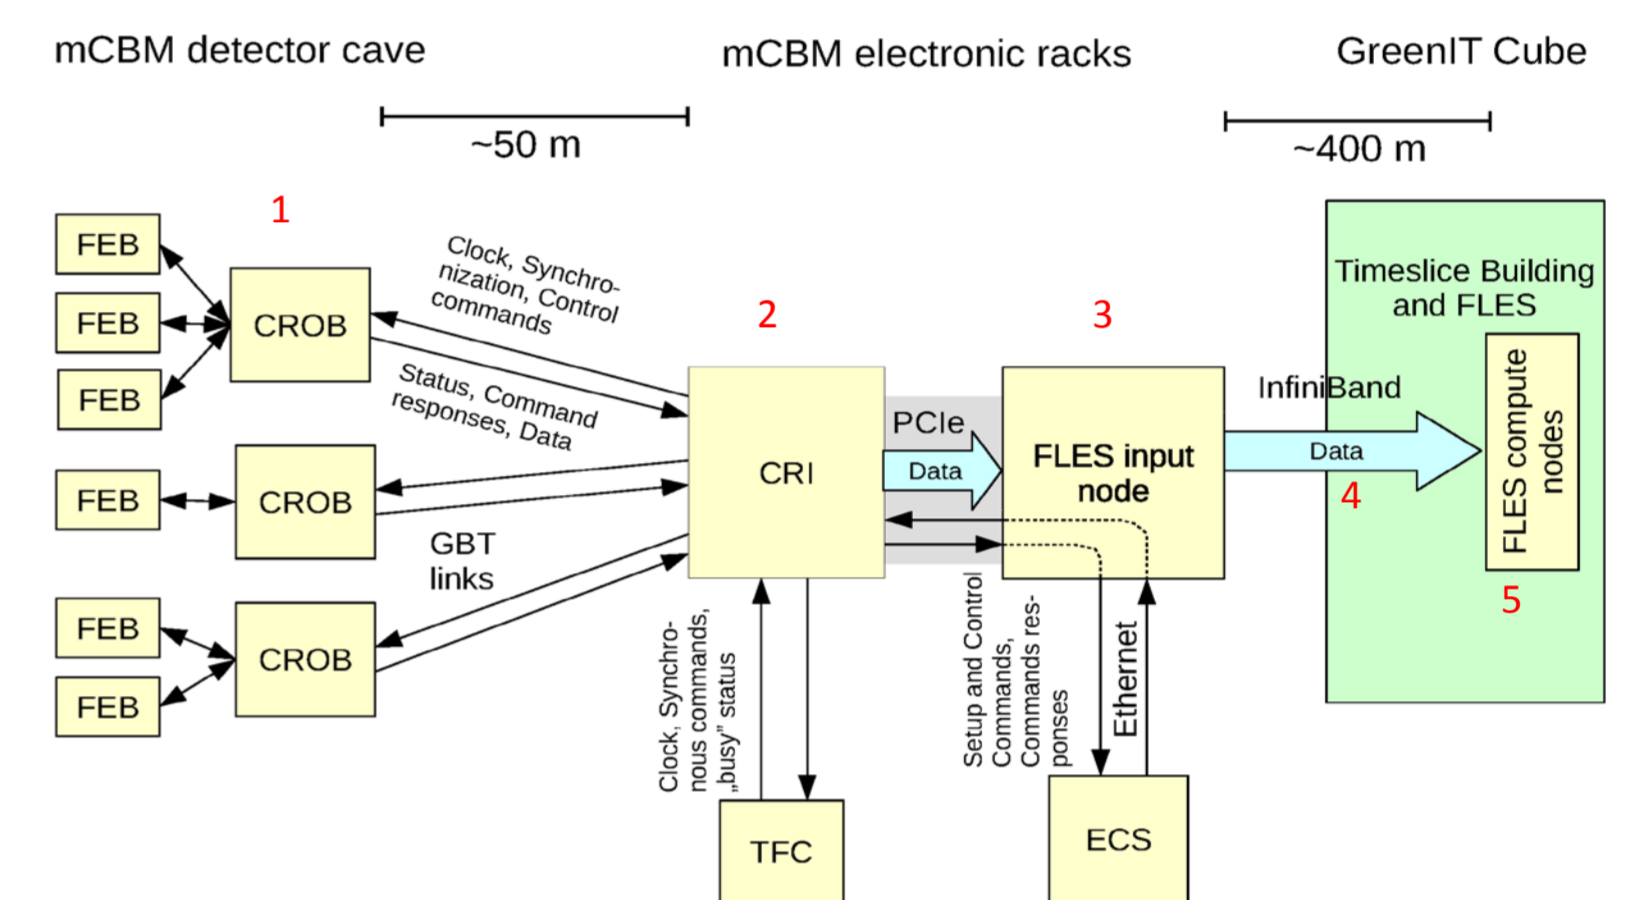 mCBM detector cave
mCBM electronic racks
GreenIT Cube
~50 m
~400 m
1
FEB
FEB
FEB
CROB
Clock, Synchro-
nization, Control
commands
Status, Command
responses, Data
FEB
CROB
GBT
links
FEB
FEB
CROB
2
CRI
PCIe
Data
3
FLES input
node
InfiniBand
Data
4
Timeslice Building
and FLES
FLES compute
nodes
5
Clock, Synchro-
nous commands,
„busy” status
TFC
Setup and Control
Commands,
Commands res-
ponses
Ethernet
ECS